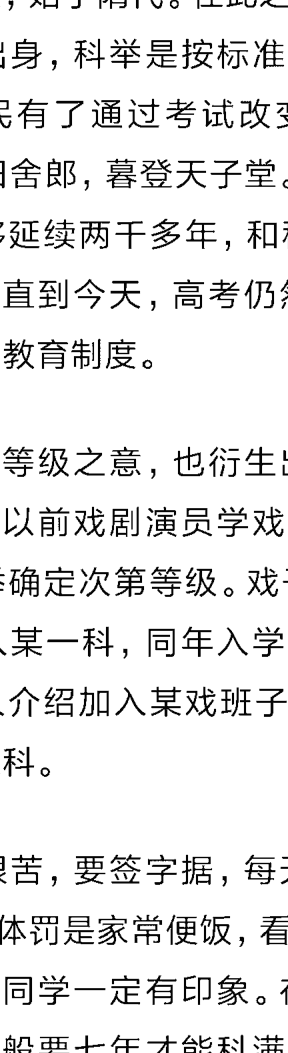 ，始于隋代。在此之
出身，科举是按标准
民有了通过考试改变
田舍郎，暮登天子堂。
够延续两千多年，和
直到今天，高考仍然
教育制度。
等级之意，也衍生出
以前戏剧演员学戏
确定次第等级。戏子
入某一科，同年入学
人介绍加入某戏班子
科。
艰苦，要签字据，每天
体罚是家常便饭，看
同学一定有印象。在
般要七年才能科满